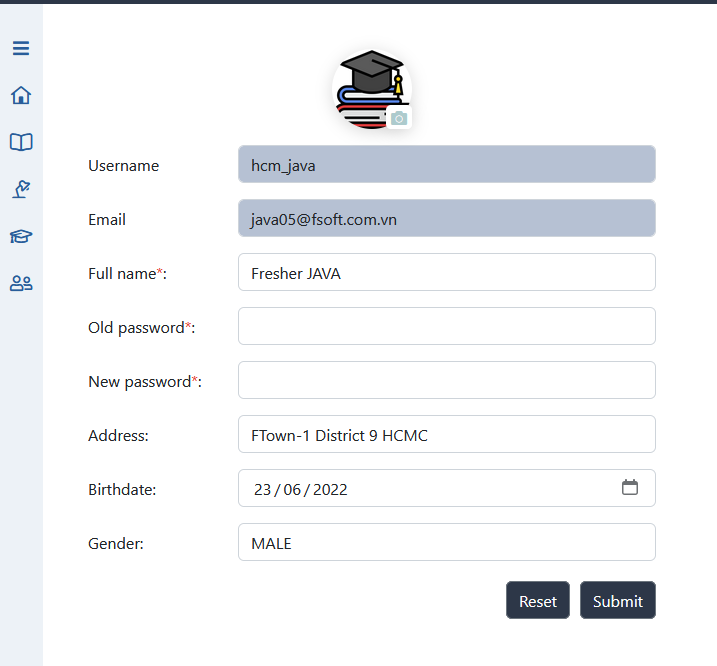 Username hcm_java
Email java05@fsoft.com.vn
Full name*: Fresher JAVA
Old password*:
New password*:
Address: FTown-1 District 9 HCMC
Birthdate: 23/06/2022
Gender: MALE
Reset Submit